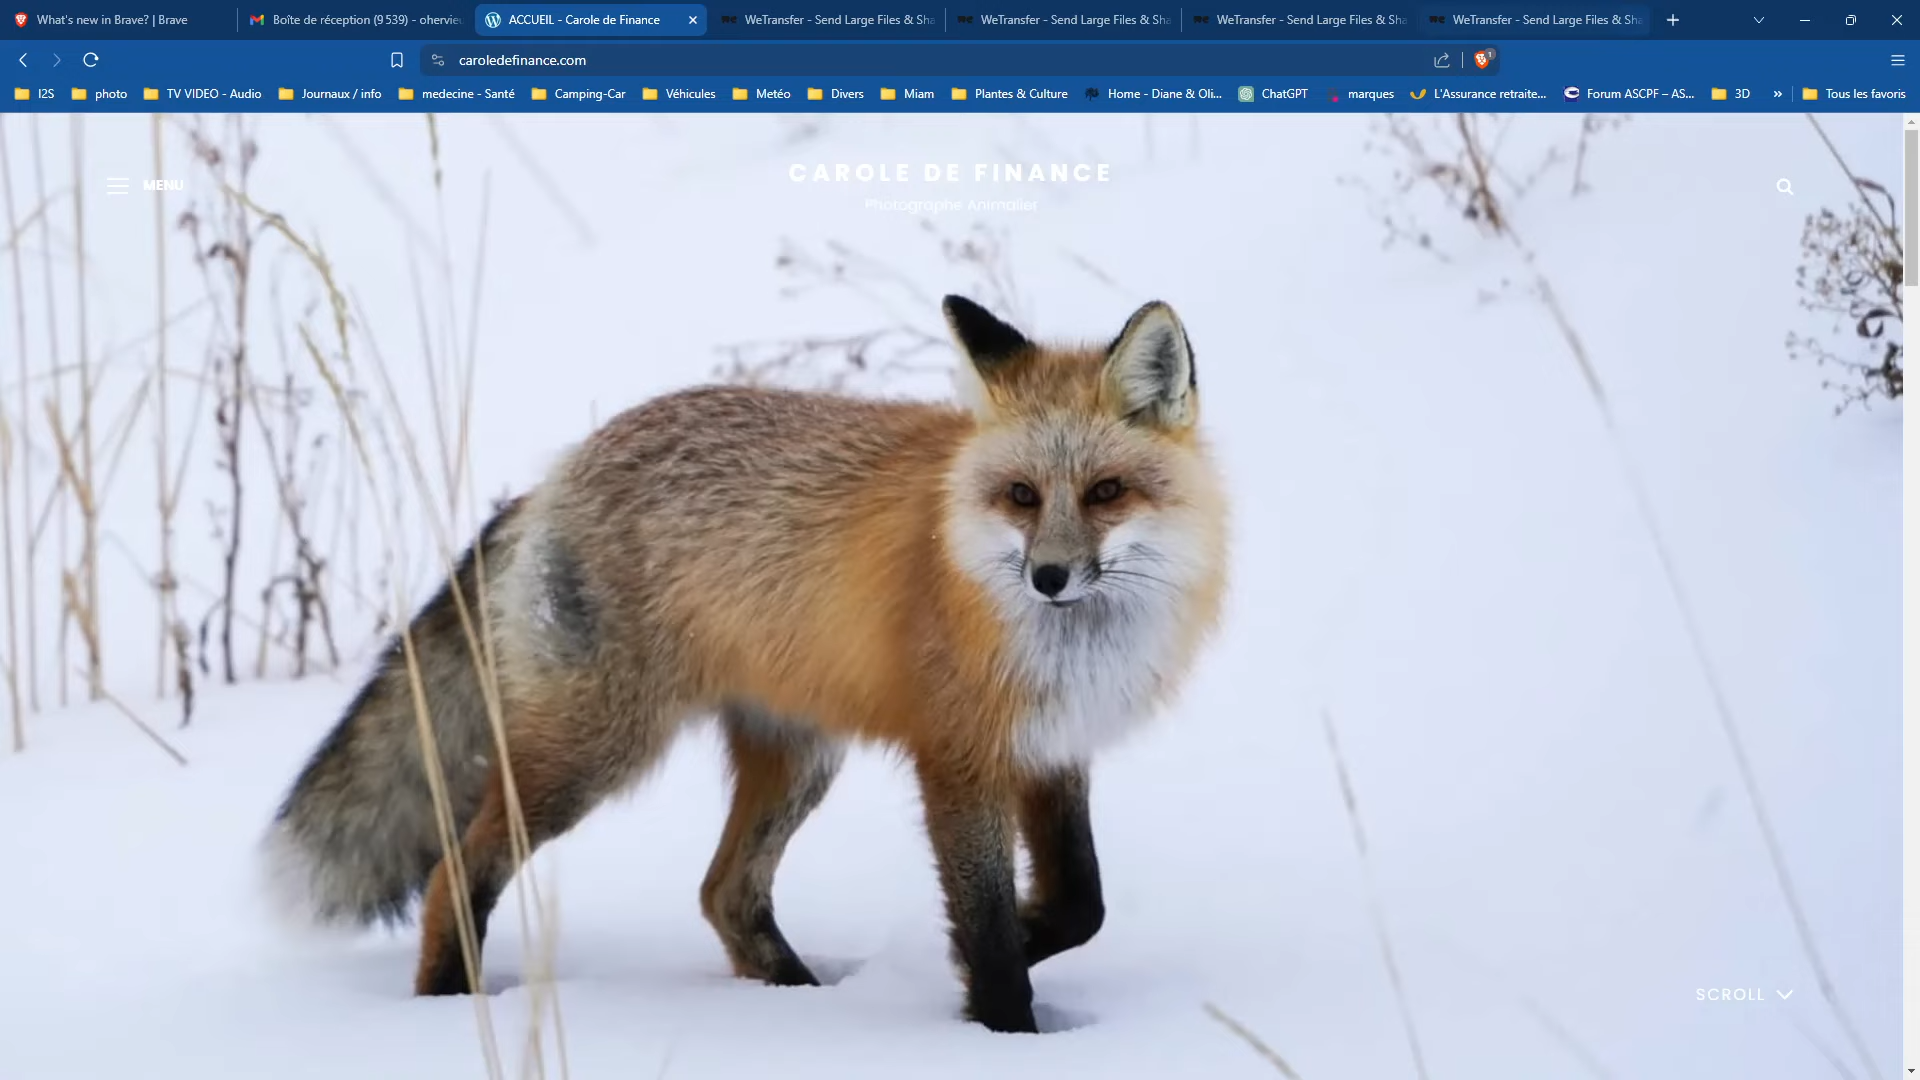 What's new in Brave? | Brave
Boîte de réception (9 539) - ohervieu
ACCUEIL - Carole de Finance
WeTransfer - Send Large Files & Sha
WeTransfer - Send Large Files & Sha
WeTransfer - Send Large Files & Sha
WeTransfer - Send Large Files & Sha
caroledefinance.com
1
I2S
photo
TV VIDEO - Audio
Journaux / info
medecine - Santé
Camping-Car
Véhicules
Metéo
Divers
Miam
Plantes & Culture
Home - Diane & Oli...
ChatGPT
marques
L'Assurance retraite...
Forum ASCPF – AS...
3D
»
Tous les favoris
MENU
CAROLE DE FINANCE
Photographe Animalier
SCROLL